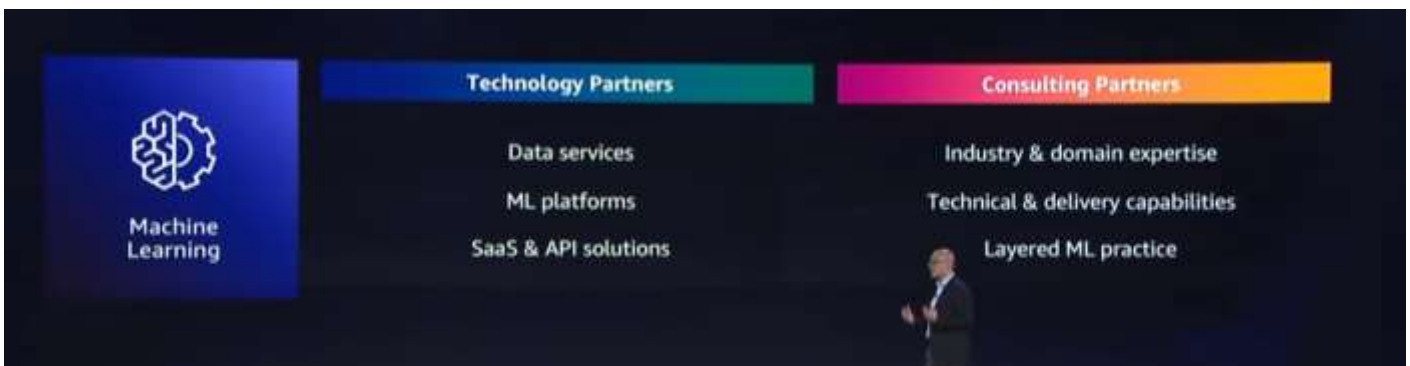 Machine
Learning
Technology Partners
Data services
ML platforms
SaaS & API solutions
Consulting Partners
Industry & domain expertise
Technical & delivery capabilities
Layered ML practice